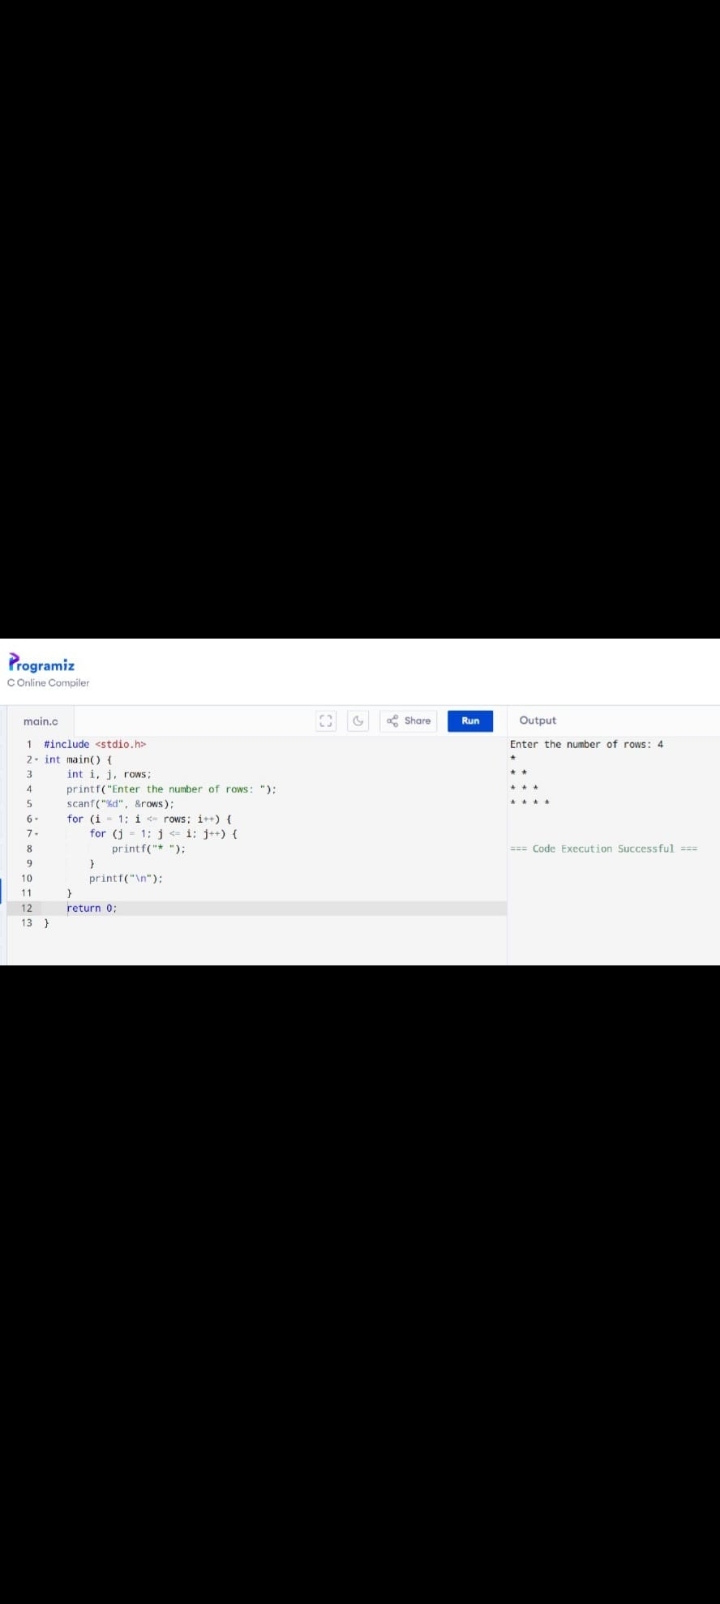 Programiz
C Online Compiler
main.c
Share
Run
Output
1 #include <stdio.h>
2 int main() {
3     int i, j, rows;
4     printf("Enter the number of rows: ");
5     scanf("%d", &rows);
6     for (i = 1; i <= rows; i++) {
7         for (j = 1; j <= i; j++) {
8             printf("* ");
9         }
10         printf("\n");
11     }
12     return 0;
13 }
Enter the number of rows: 4
*
* *
* * *
* * * *
=== Code Execution Successful ===